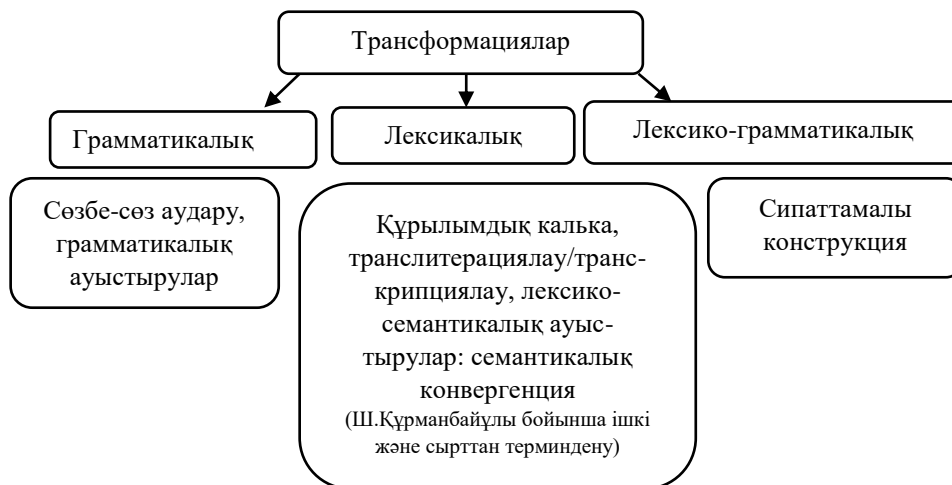 Трансформациялар
Грамматикалық
Лексикалық
Лексико-грамматикалық
Сөзбе-сөз аудару,
грамматикалық
ауыстырулар
Құрылымдық калька,
транслитерациялау/транс-
крипциялау, лексико-
семантикалық ауыс-
тырулар: семантикалық
конвергенция
(Ш.Құрманбайұлы бойынша ішкі
және сырттан терминдену)
Сипаттамалы
конструкция